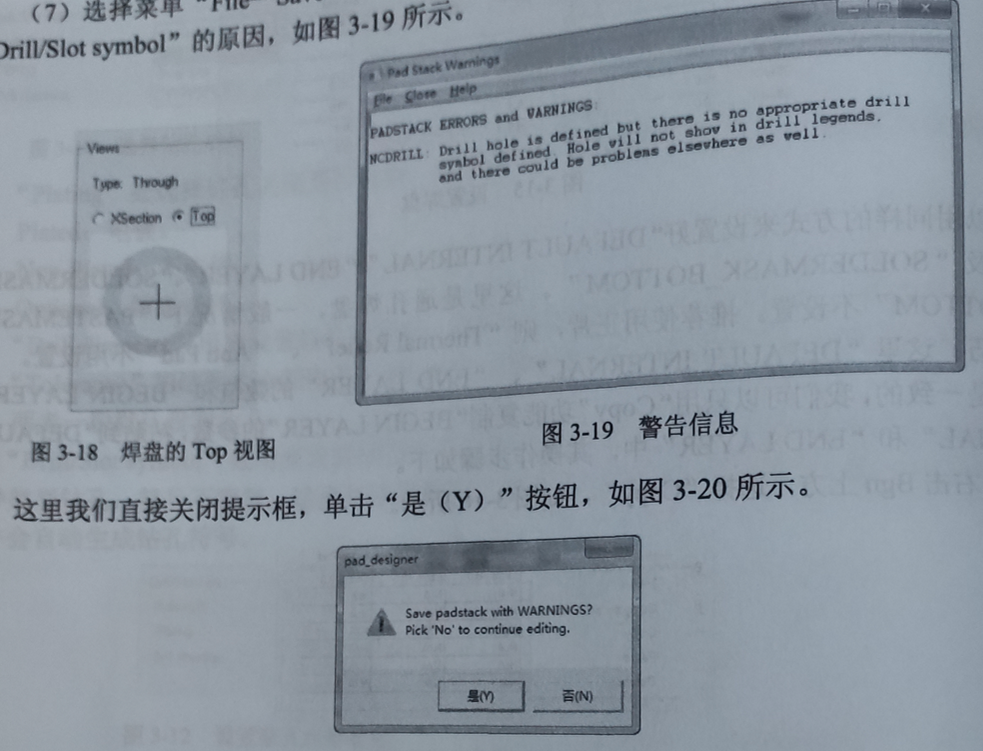 （7）选择菜单“File
Drill/Slot symbol”的原因，如图 3-19 所示。
Pad Stack Warnings
File Close Help
PADSTACK ERRORS and WARNINGS:
NCDRILL: Drill hole is defined but there is no appropriate drill
symbol defined. Hole will not show in drill legends,
and there could be problems elsewhere as well.
Views
Type: Through
XSection Top
图 3-18 焊盘的 Top 视图
图 3-19 警告信息
这里我们直接关闭提示框，单击“是（Y）”按钮，如图 3-20 所示。
pad_designer
Save padstack with WARNINGS?
Pick 'No' to continue editing.
是(Y) 否(N)